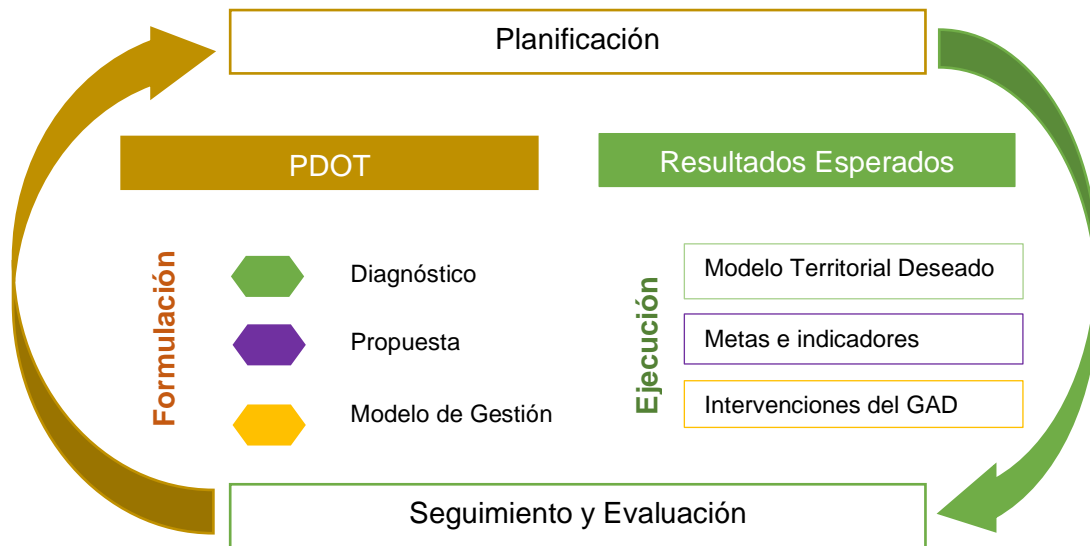 Planificación
PDOT
Resultados Esperados
Formulación
Diagnóstico
Propuesta
Modelo de Gestión
Ejecución
Modelo Territorial Deseado
Metas e indicadores
Intervenciones del GAD
Seguimiento y Evaluación